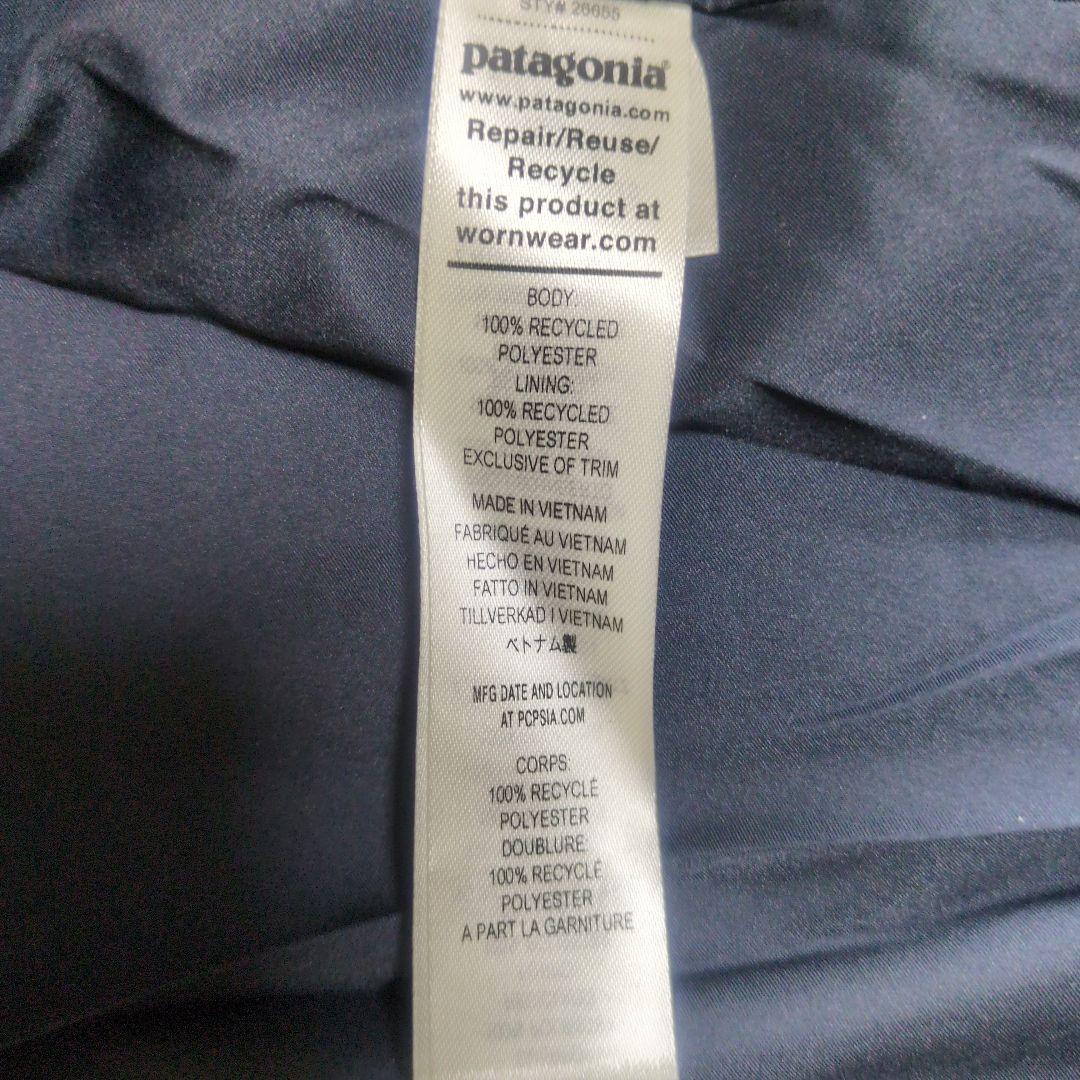 STY# 26655
patagonia®
www.patagonia.com
Repair/Reuse/
Recycle
this product at
wornwear.com
BODY:
100% RECYCLED
POLYESTER
LINING:
100% RECYCLED
POLYESTER
EXCLUSIVE OF TRIM
MADE IN VIETNAM
FABRIQUÉ AU VIETNAM
HECHO EN VIETNAM
FATTO IN VIETNAM
TILLVERKAD I VIETNAM
ベトナム製
MFG DATE AND LOCATION
AT PCPSIA.COM
CORPS:
100% RECYCLÉ
POLYESTER
DOUBLURE:
100% RECYCLÉ
POLYESTER
A PART LA GARNITURE